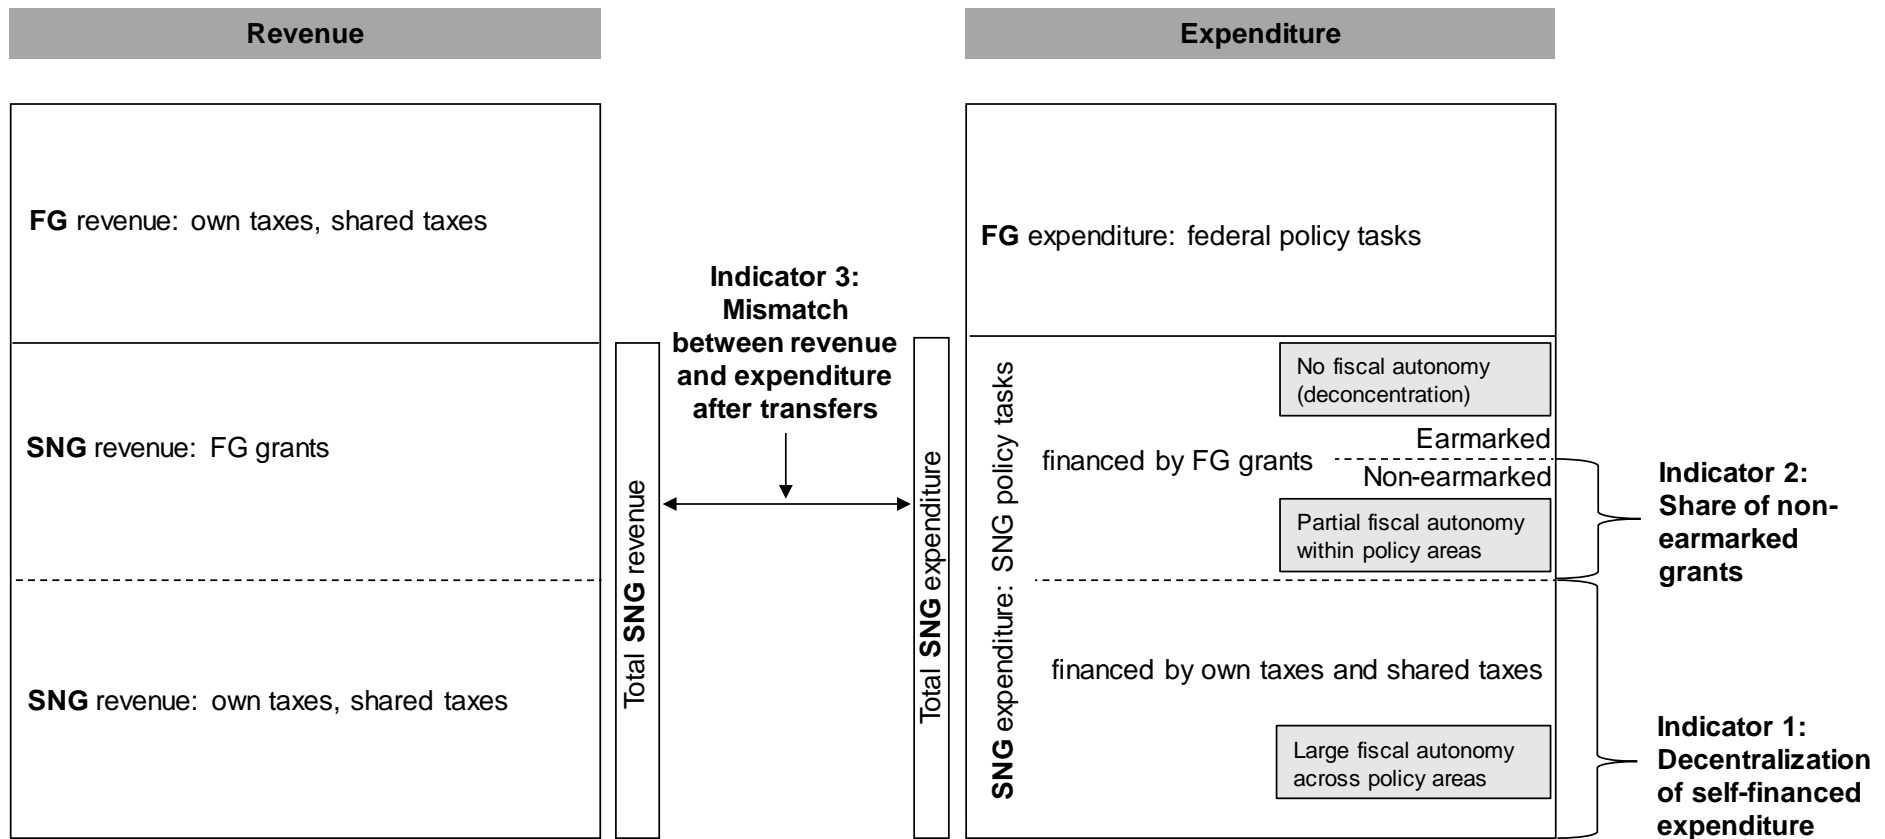 Revenue
Expenditure
FG revenue: own taxes, shared taxes
SNG revenue: FG grants
SNG revenue: own taxes, shared taxes
Total SNG revenue
Indicator 3:
Mismatch
between revenue
and expenditure
after transfers
Total SNG expenditure
FG expenditure: federal policy tasks
SNG expenditure: SNG policy tasks
No fiscal autonomy
(deconcentration)
Earmarked
financed by FG grants
Non-earmarked
Partial fiscal autonomy
within policy areas
financed by own taxes and shared taxes
Large fiscal autonomy
across policy areas
Indicator 2:
Share of non-
earmarked
grants
Indicator 1:
Decentralization
of self-financed
expenditure